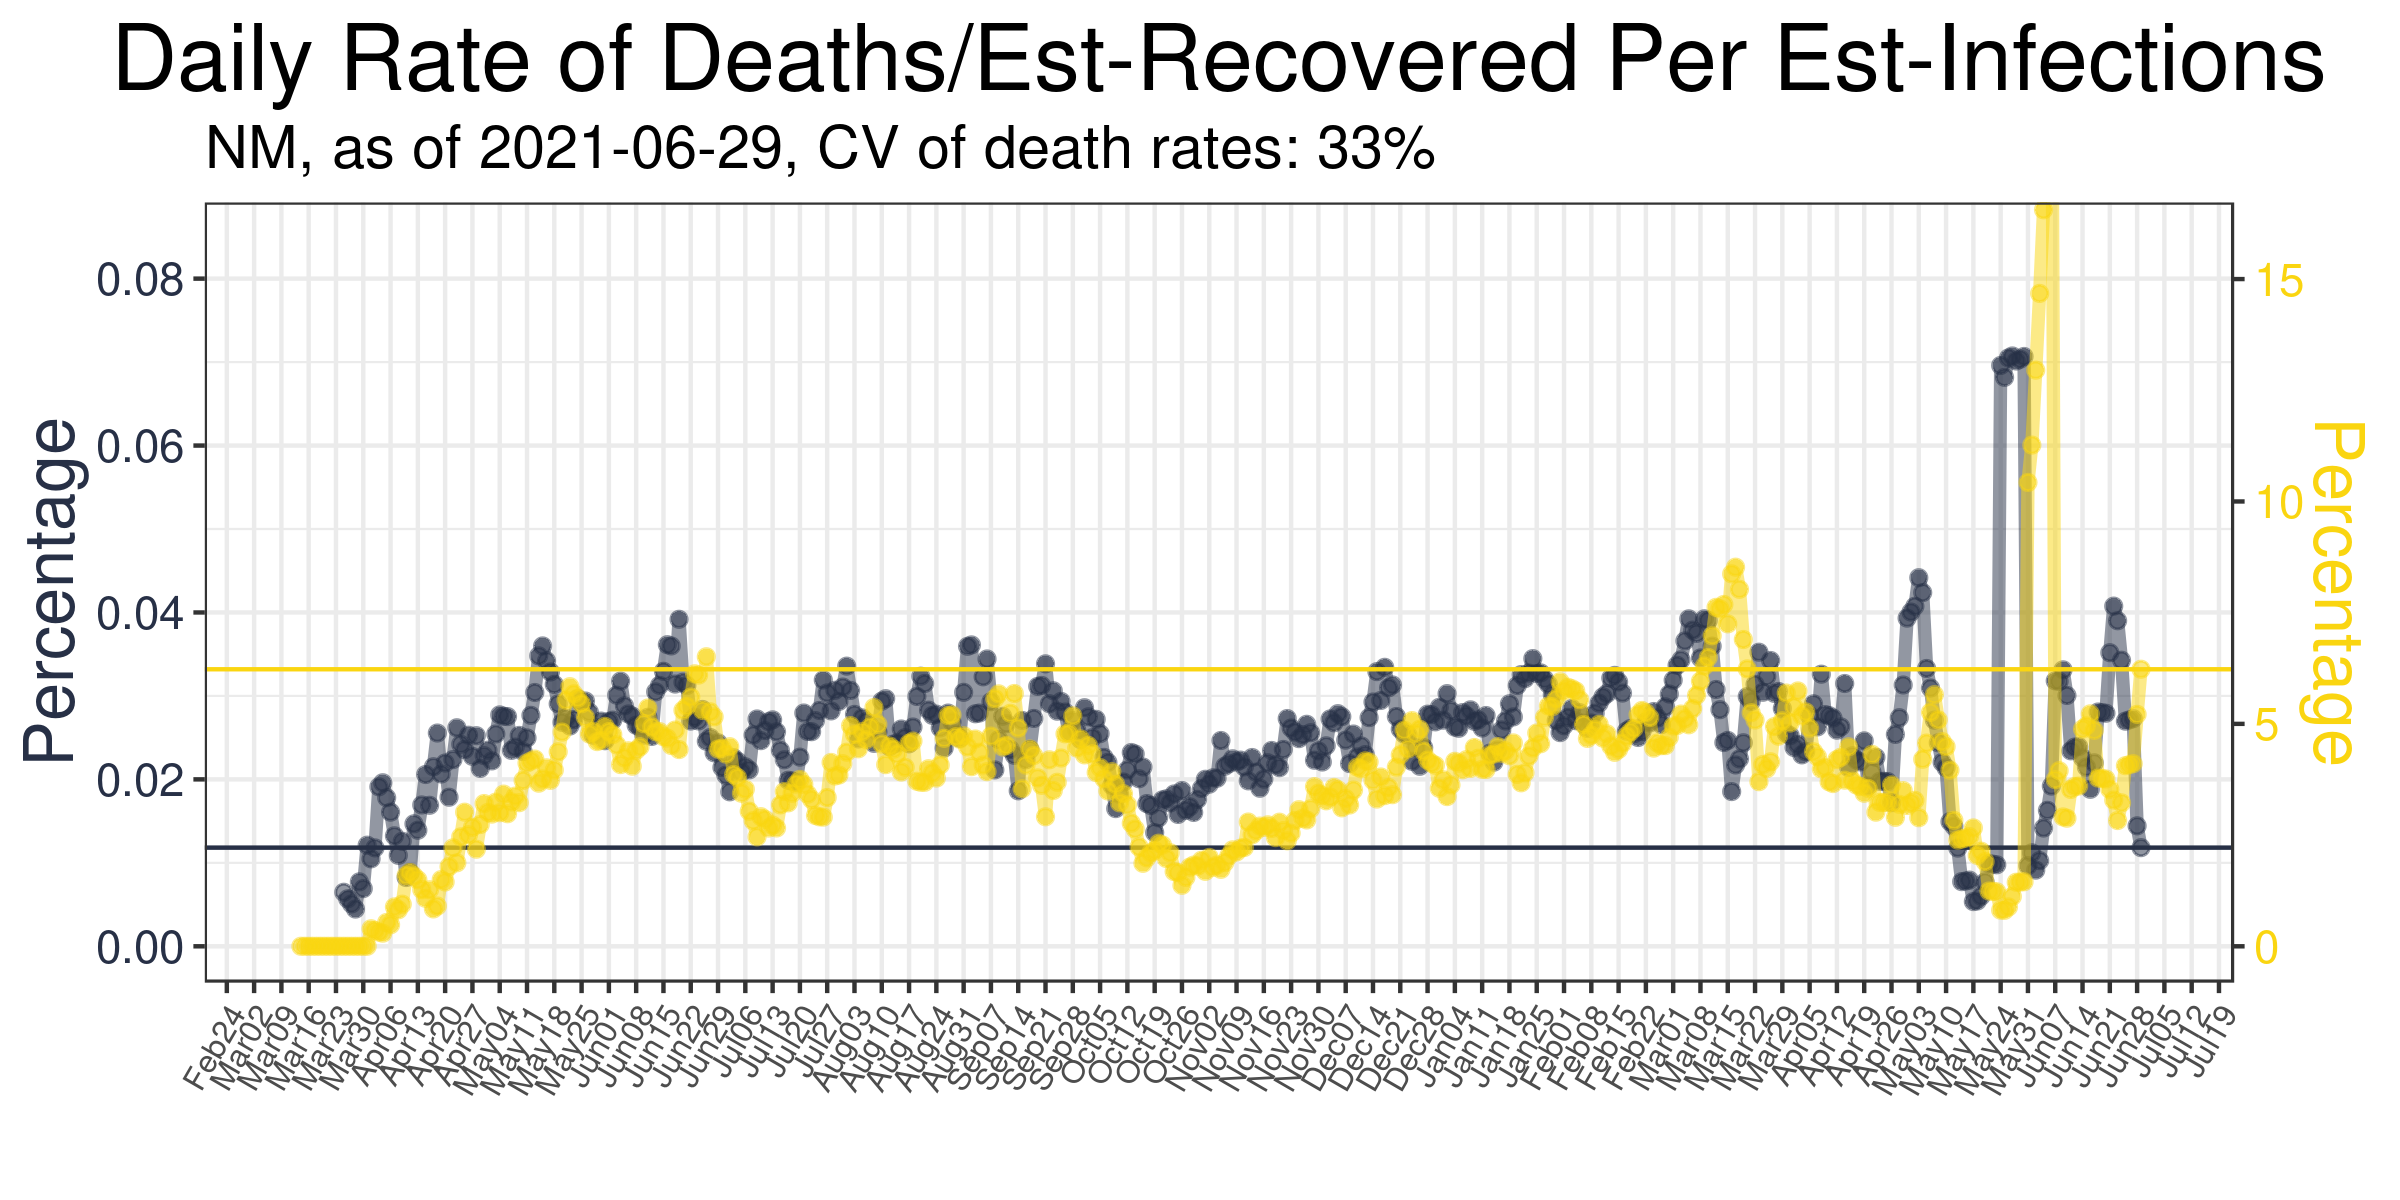 Daily Rate of Deaths/Est-Recovered Per Est-Infections
NM, as of 2021-06-29, CV of death rates: 33%
Percentage
0.08
0.06
0.04
0.02
0.00
15
10
5
0
Percentage
Feb24
Mar02
Mar09
Mar16
Mar23
Mar30
Apr06
Apr13
Apr20
Apr27
May04
May11
May18
May25
Jun01
Jun08
Jun15
Jun22
Jun29
Jul06
Jul13
Jul20
Jul27
Aug03
Aug10
Aug17
Aug24
Aug31
Sep07
Sep14
Sep21
Sep28
Oct05
Oct12
Oct19
Oct26
Nov02
Nov09
Nov16
Nov23
Nov30
Dec07
Dec14
Dec21
Dec28
Jan04
Jan11
Jan18
Jan25
Feb01
Feb08
Feb15
Feb22
Mar01
Mar08
Mar15
Mar22
Mar29
Apr05
Apr12
Apr19
Apr26
May03
May10
May17
May24
May31
Jun07
Jun14
Jun21
Jun28
Jul05
Jul12
Jul19